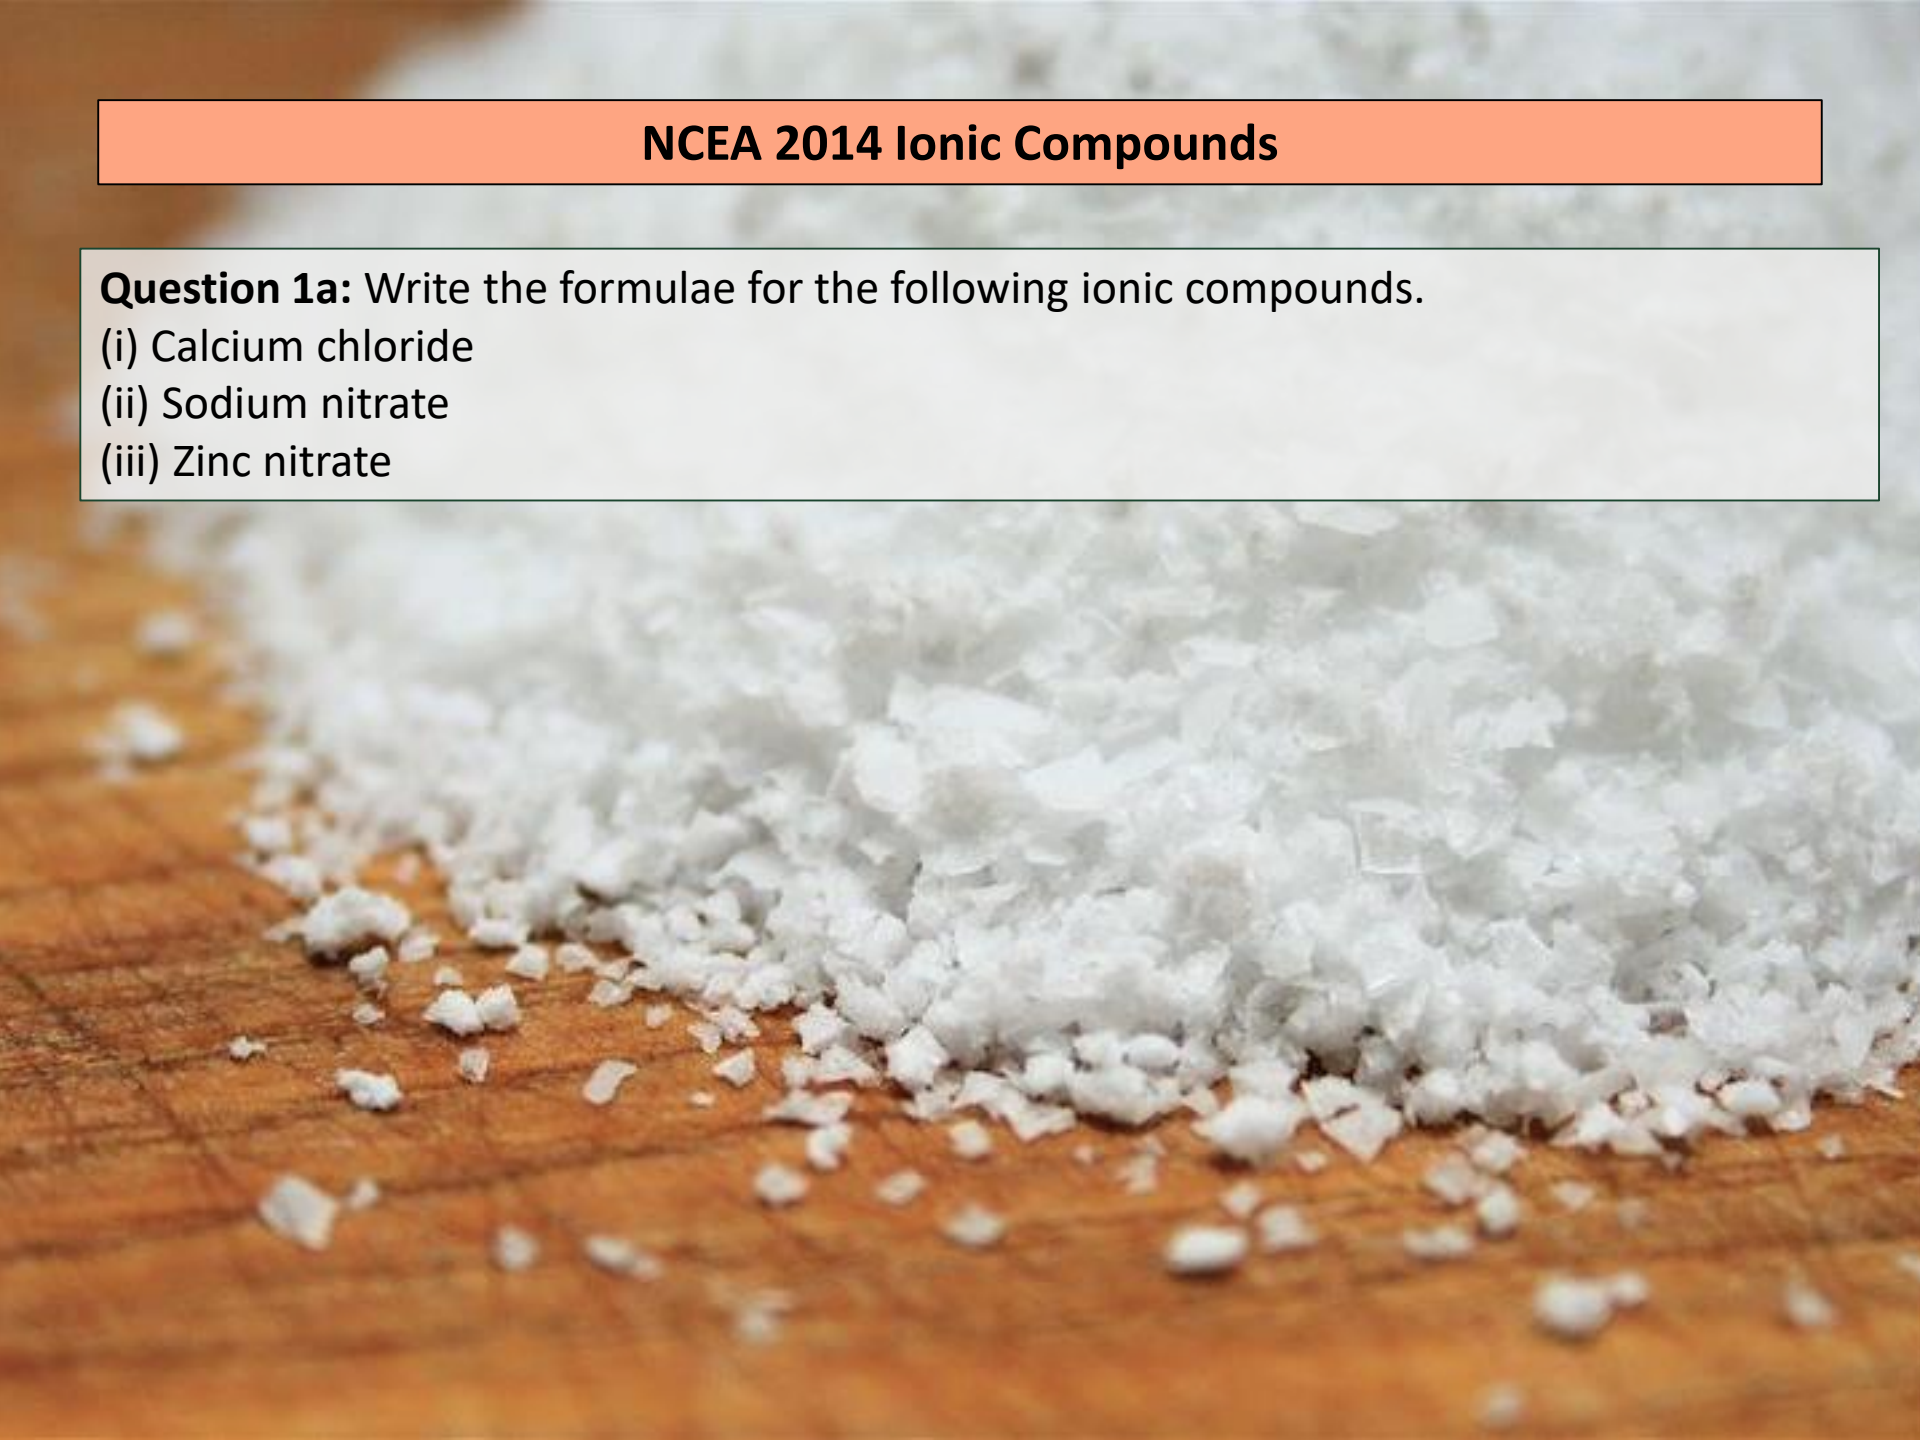 NCEA 2014 Ionic Compounds
Question 1a: Write the formulae for the following ionic compounds.
(i) Calcium chloride
(ii) Sodium nitrate
(iii) Zinc nitrate